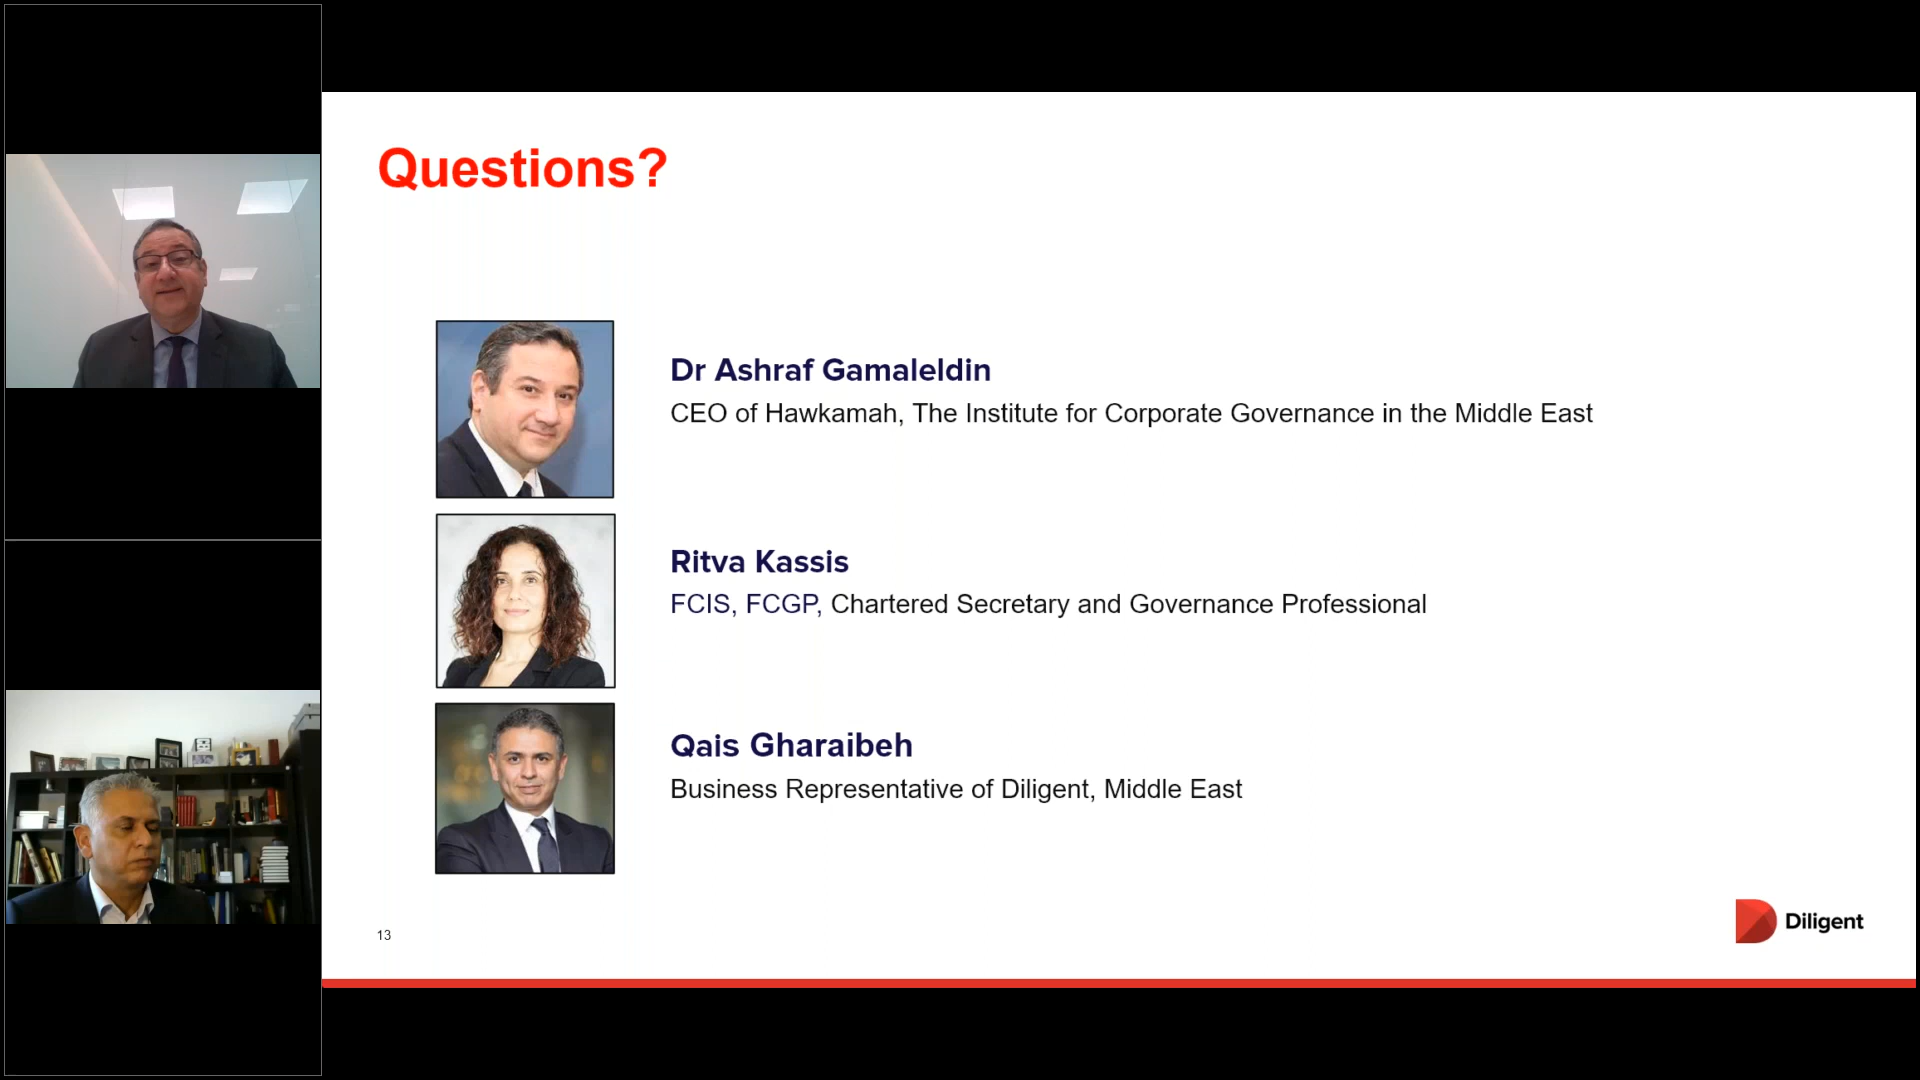 Questions?
Dr Ashraf Gamaleldin
CEO of Hawkamah, The Institute for Corporate Governance in the Middle East
Ritva Kassis
FCIS, FCGP, Chartered Secretary and Governance Professional
Qais Gharaibeh
Business Representative of Diligent, Middle East
13
Diligent